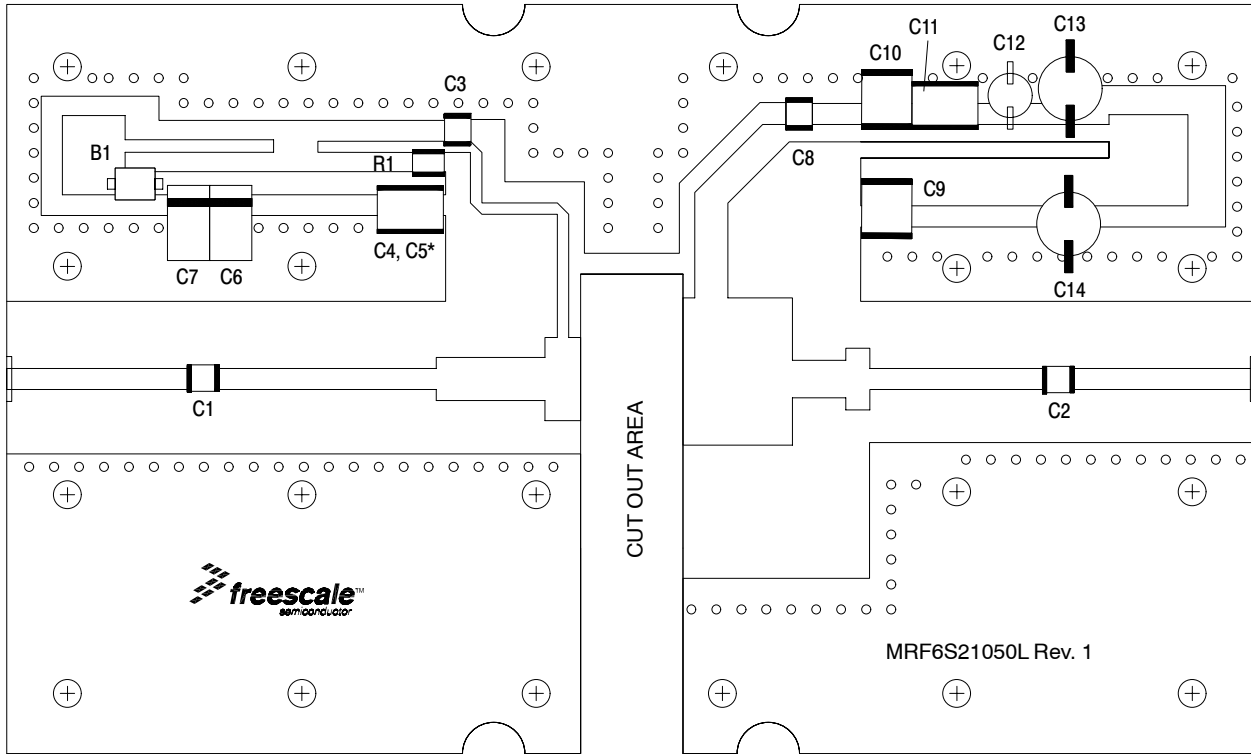 C11
C13
C10
C12
C3
B1
R1
C8
C9
C4, C5*
C7
C6
C14
C1
C2
CUT OUT AREA
freescale™
semiconductor
MRF6S21050L Rev. 1